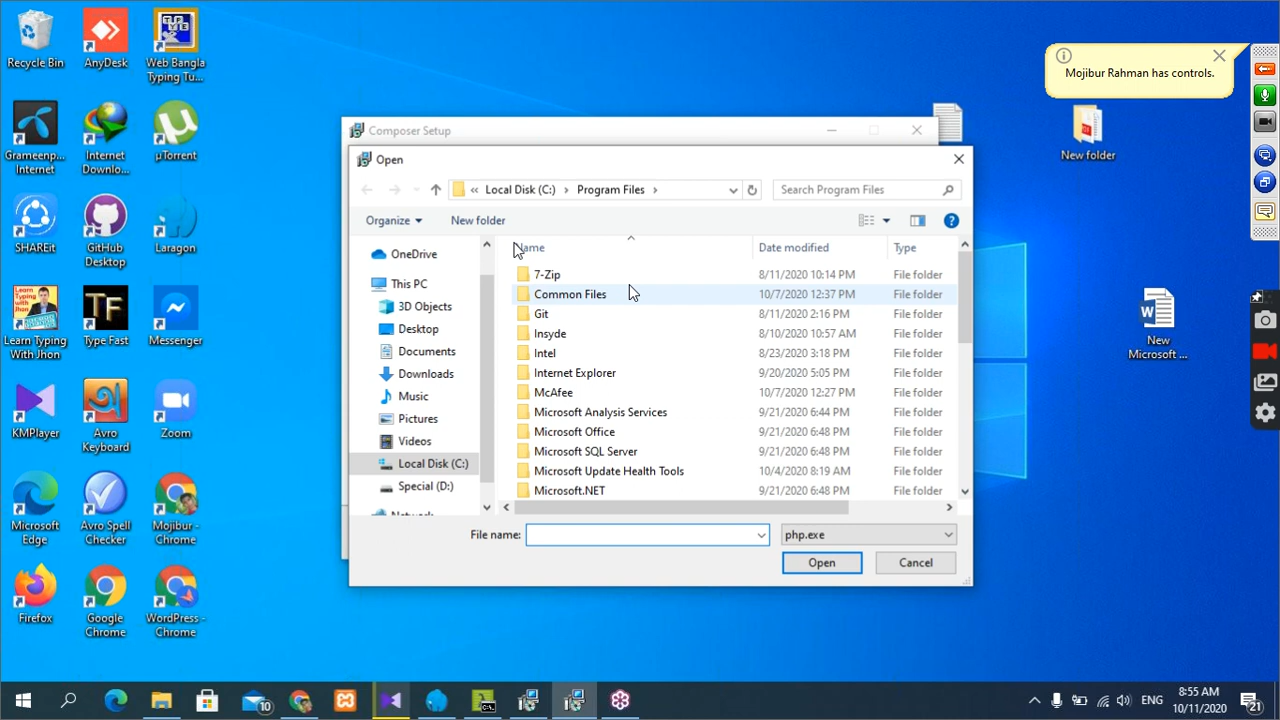 Recycle Bin
AnyDesk
Web Bangla
Typing Tu...
Grameenp...
Internet
Internet
Downlo...
µTorrent
SHAREit
GitHub
Desktop
Laragon
Learn Typing
With Jhon
Type Fast
Messenger
KMPlayer
Avro
Keyboard
Zoom
Microsoft
Edge
Avro Spell
Checker
Mojibur -
Chrome
Firefox
Google
Chrome
WordPress -
Chrome
Mojibur Rahman has controls.
New folder
New
Microsoft ...
Composer Setup
Open
« Local Disk (C:) › Program Files ›
Search Program Files
Organize
New folder
OneDrive
This PC
3D Objects
Desktop
Documents
Downloads
Music
Pictures
Videos
Local Disk (C:)
Special (D:)
Name Date modified Type
7-Zip 8/11/2020 10:14 PM File folder
Common Files 10/7/2020 12:37 PM File folder
Git 8/11/2020 2:16 PM File folder
Insyde 8/10/2020 10:57 AM File folder
Intel 8/23/2020 3:18 PM File folder
Internet Explorer 9/20/2020 5:05 PM File folder
McAfee 10/7/2020 12:27 PM File folder
Microsoft Analysis Services 9/21/2020 6:44 PM File folder
Microsoft Office 9/21/2020 6:48 PM File folder
Microsoft SQL Server 9/21/2020 6:48 PM File folder
Microsoft Update Health Tools 10/4/2020 8:19 AM File folder
Microsoft.NET 9/21/2020 6:48 PM File folder
File name:
php.exe
Open
Cancel
10
ENG
8:55 AM
10/11/2020
21